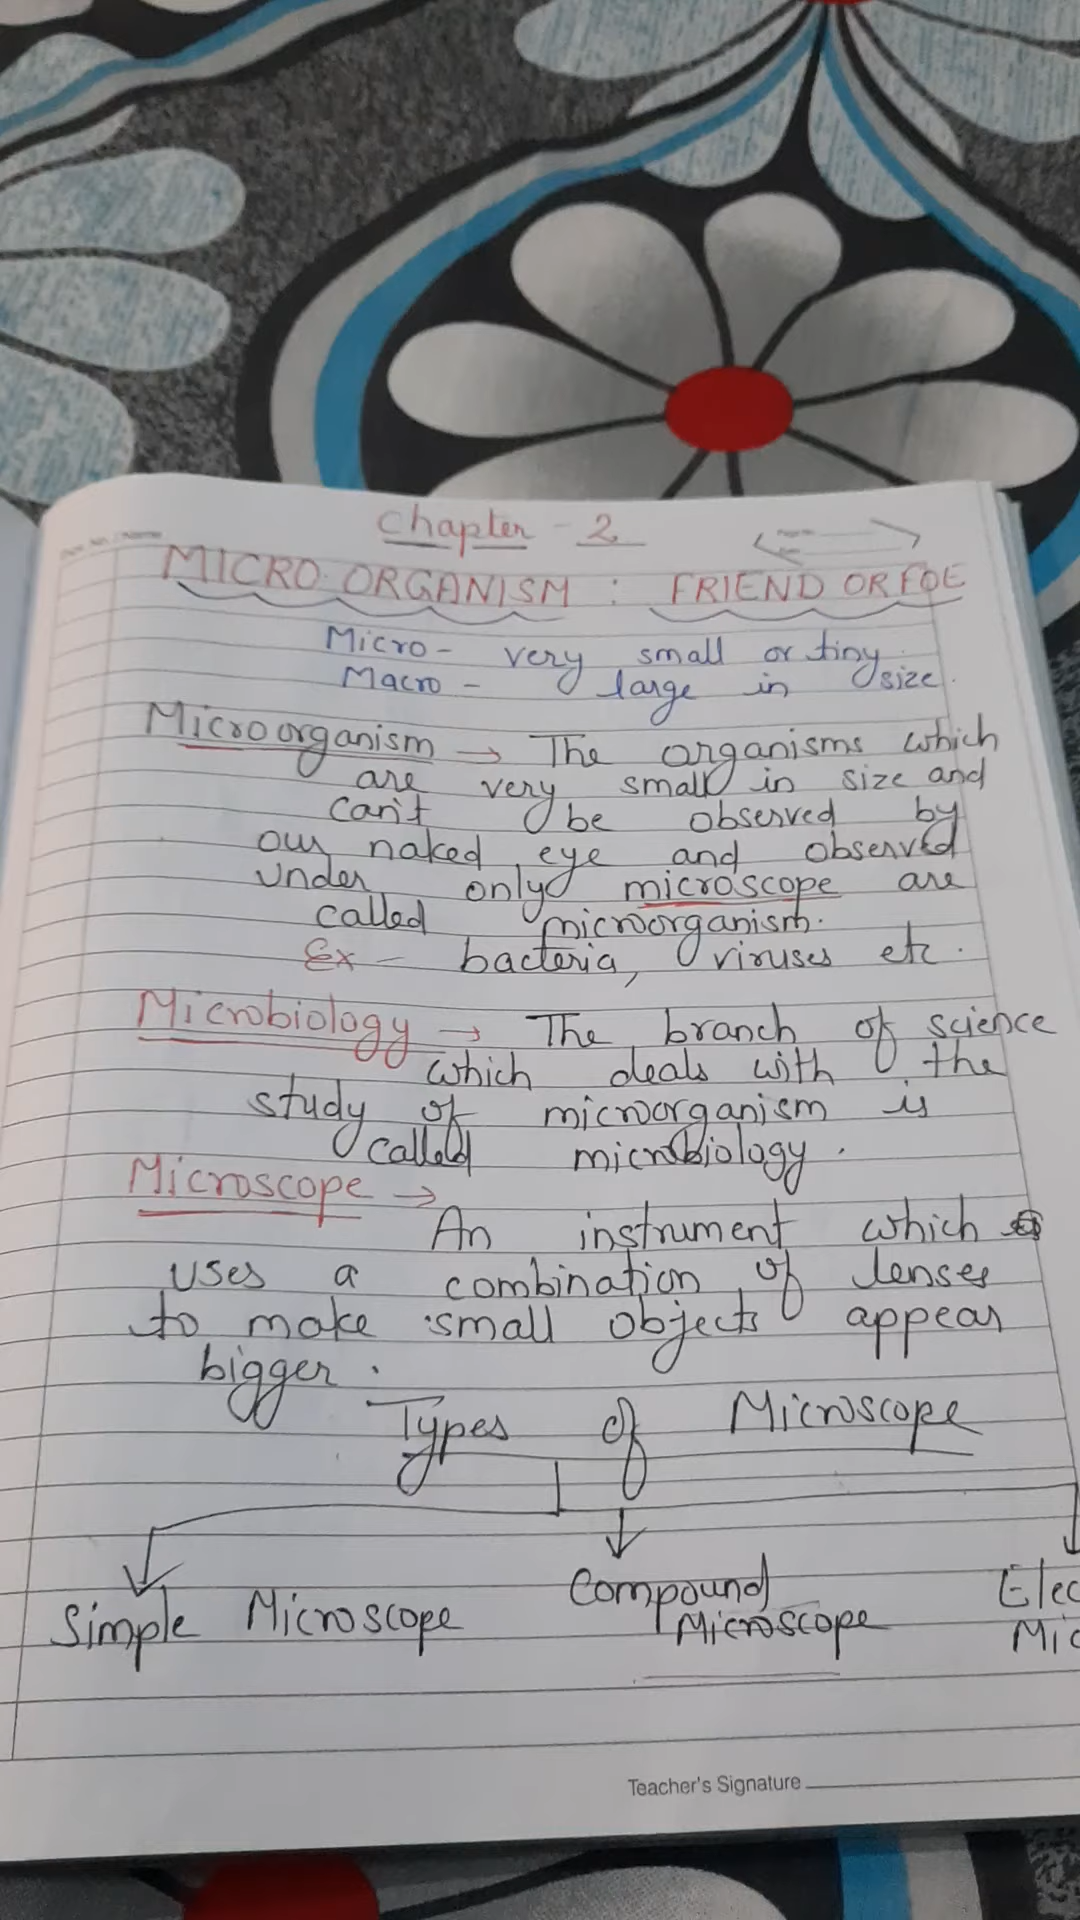 Chapter - 2
MICRO ORGANISM : FRIEND OR FOE
Micro - very small or tiny
Macro - large in size.
Microorganism → The organisms which
are very small in size and
can't be observed by
our naked eye and observed
under only microscope are
called microorganism.
Ex - bacteria, viruses etc.
Microbiology → The branch of science
which deals with the
study of microorganism is
called microbiology.
Microscope →
An instrument which
uses a combination of lenses
to make small objects appear
bigger.
Types of Microscope
Simple Microscope
Compound
Microscope
Elec
Mic
Teacher's Signature